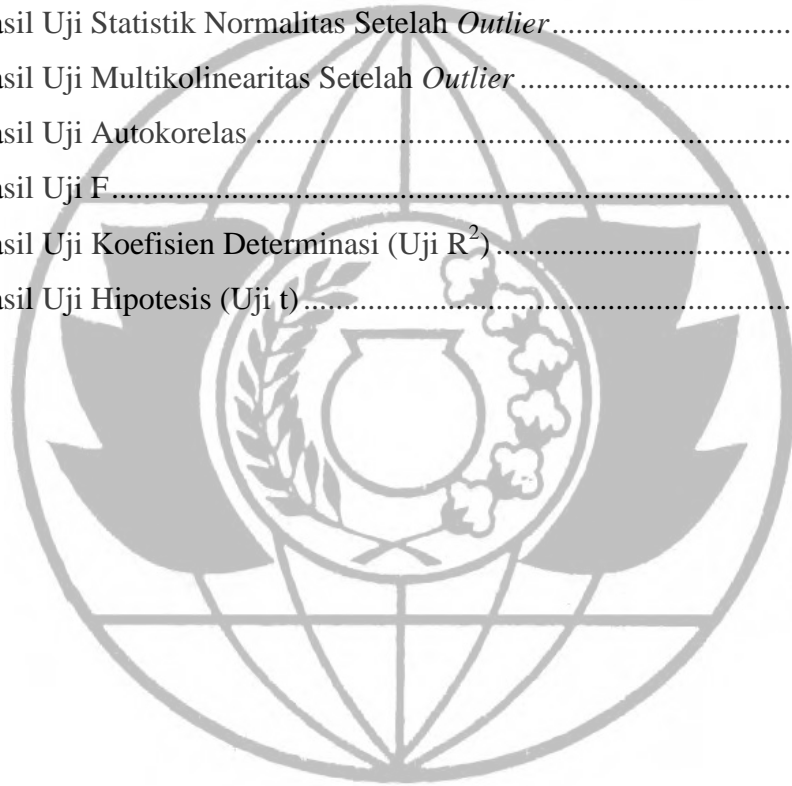 asil Uji Statistik Normalitas Setelah Outlier..............................
asil Uji Multikolinearitas Setelah Outlier ..................................
asil Uji Autokorelas .....................................................................
asil Uji F........................................................................................
asil Uji Koefisien Determinasi (Uji R²) .....................................
asil Uji Hipotesis (Uji t)...............................................................